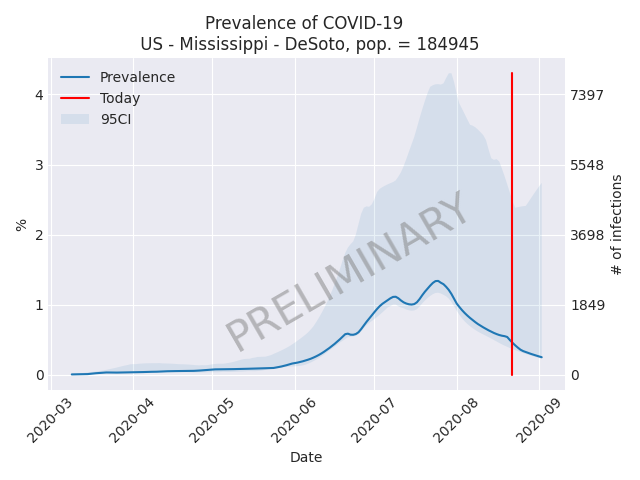 Prevalence of COVID-19
US - Mississippi - DeSoto, pop. = 184945
Prevalence
Today
95CI
PRELIMINARY
%
4
3
2
1
0
7397
5548
3698
1849
0
# of infections
2020-03
2020-04
2020-05
2020-06
2020-07
2020-08
2020-09
Date